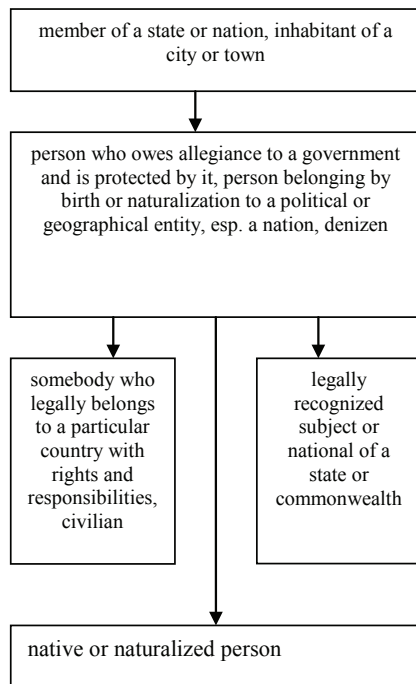 member of a state or nation, inhabitant of a
city or town
person who owes allegiance to a government
and is protected by it, person belonging by
birth or naturalization to a political or
geographical entity, esp. a nation, denizen
somebody who
legally belongs
to a particular
country with
rights and
responsibilities,
civilian
legally
recognized
subject or
national of a
state or
commonwealth
native or naturalized person